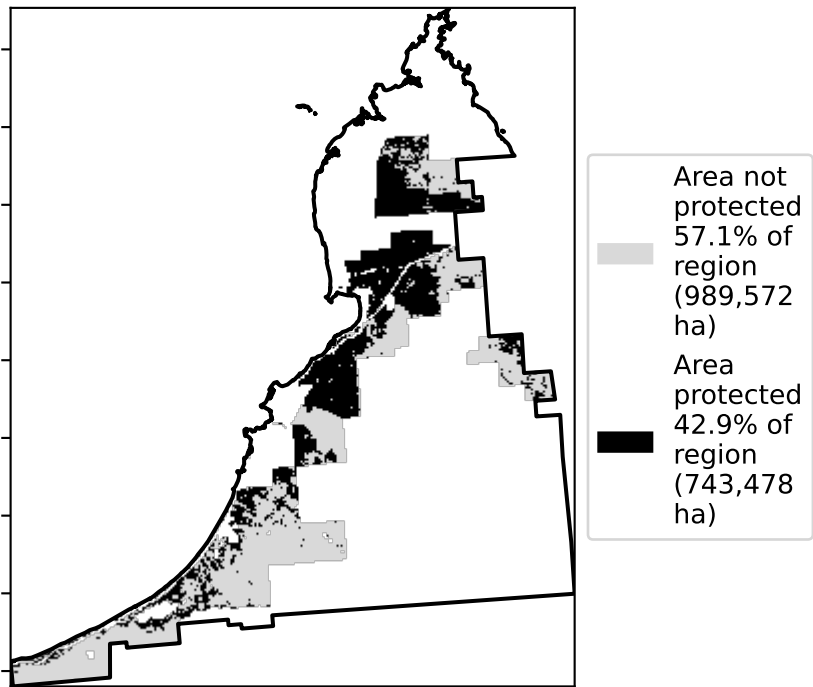 Area not
protected
57.1% of
region
(989,572
ha)
Area
protected
42.9% of
region
(743,478
ha)